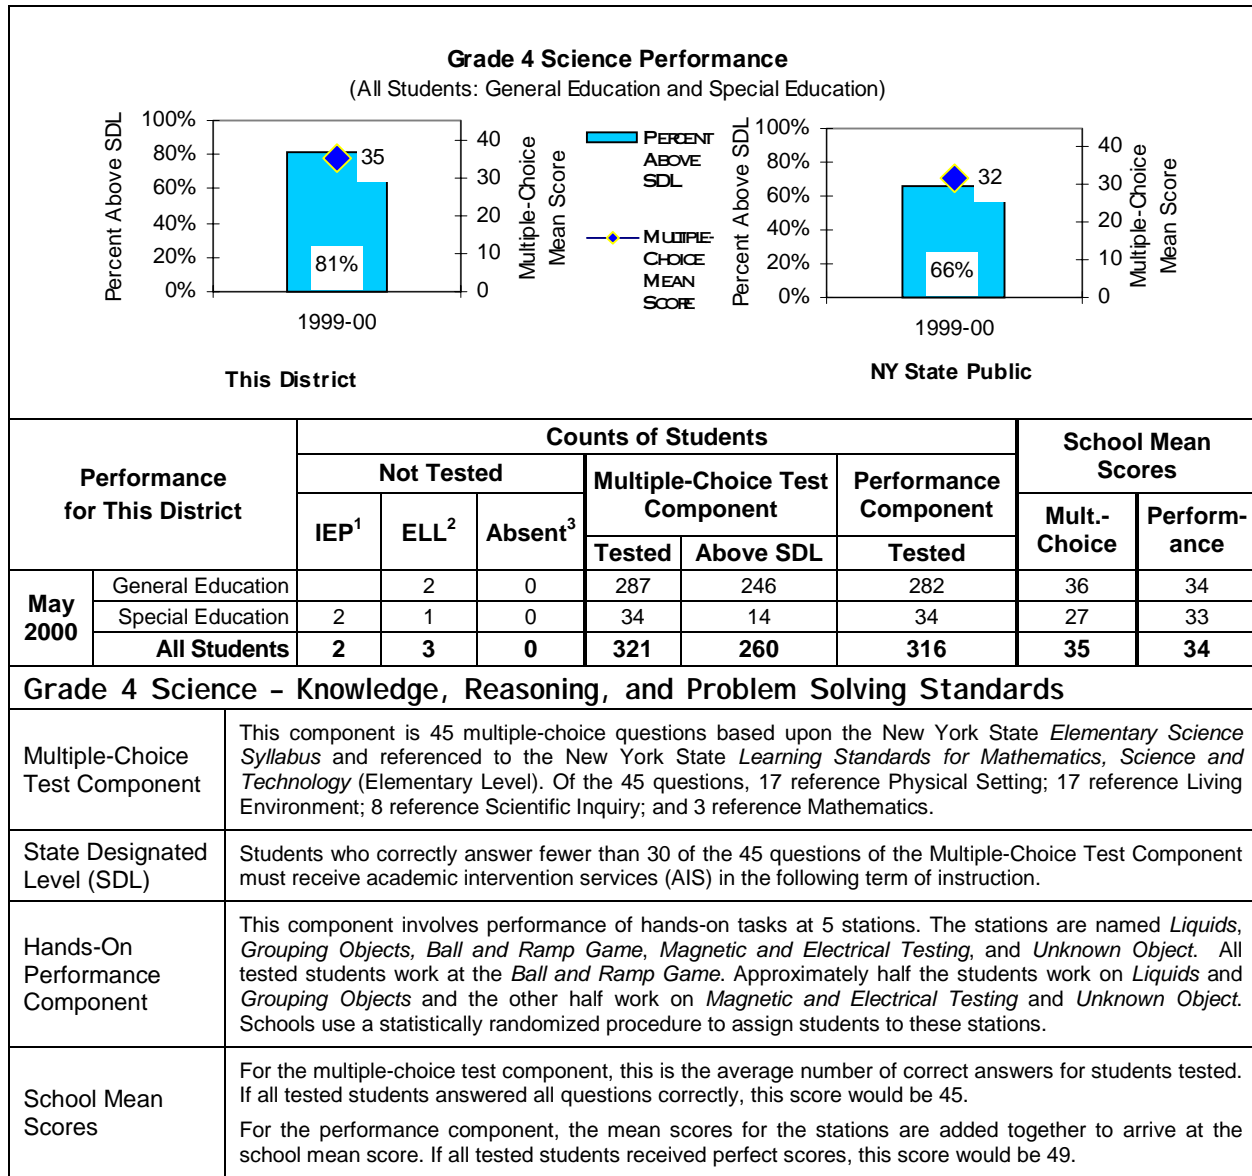 Grade 4 Science Performance
(All Students: General Education and Special Education)
Percent Above SDL
100%
80%
60%
40%
20%
0%
35
81%
1999-00
40
30
20
10
0
Multiple-Choice
Mean Score
This District
PERCENT
ABOVE
SDL
MULTIPLE-
CHOICE
MEAN
SCORE
Percent Above SDL
100%
80%
60%
40%
20%
0%
32
66%
1999-00
40
30
20
10
0
Multiple-Choice
Mean Score
NY State Public
Performance
for This District
Counts of Students
School Mean
Scores
Not Tested
Multiple-Choice Test
Component
Performance
Component
IEP1 ELL2 Absent3
Tested Above SDL Tested
Mult.-
Choice
Perform-
ance
May
2000
General Education 2 0 287 246 282 36 34
Special Education 2 1 0 34 14 34 27 33
All Students 2 3 0 321 260 316 35 34
Grade 4 Science – Knowledge, Reasoning, and Problem Solving Standards
Multiple-Choice
Test Component
This component is 45 multiple-choice questions based upon the New York State Elementary Science
Syllabus and referenced to the New York State Learning Standards for Mathematics, Science and
Technology (Elementary Level). Of the 45 questions, 17 reference Physical Setting; 17 reference Living
Environment; 8 reference Scientific Inquiry; and 3 reference Mathematics.
State Designated
Level (SDL)
Students who correctly answer fewer than 30 of the 45 questions of the Multiple-Choice Test Component
must receive academic intervention services (AIS) in the following term of instruction.
Hands-On
Performance
Component
This component involves performance of hands-on tasks at 5 stations. The stations are named Liquids,
Grouping Objects, Ball and Ramp Game, Magnetic and Electrical Testing, and Unknown Object. All
tested students work at the Ball and Ramp Game. Approximately half the students work on Liquids and
Grouping Objects and the other half work on Magnetic and Electrical Testing and Unknown Object.
Schools use a statistically randomized procedure to assign students to these stations.
School Mean
Scores
For the multiple-choice test component, this is the average number of correct answers for students tested.
If all tested students answered all questions correctly, this score would be 45.
For the performance component, the mean scores for the stations are added together to arrive at the
school mean score. If all tested students received perfect scores, this score would be 49.